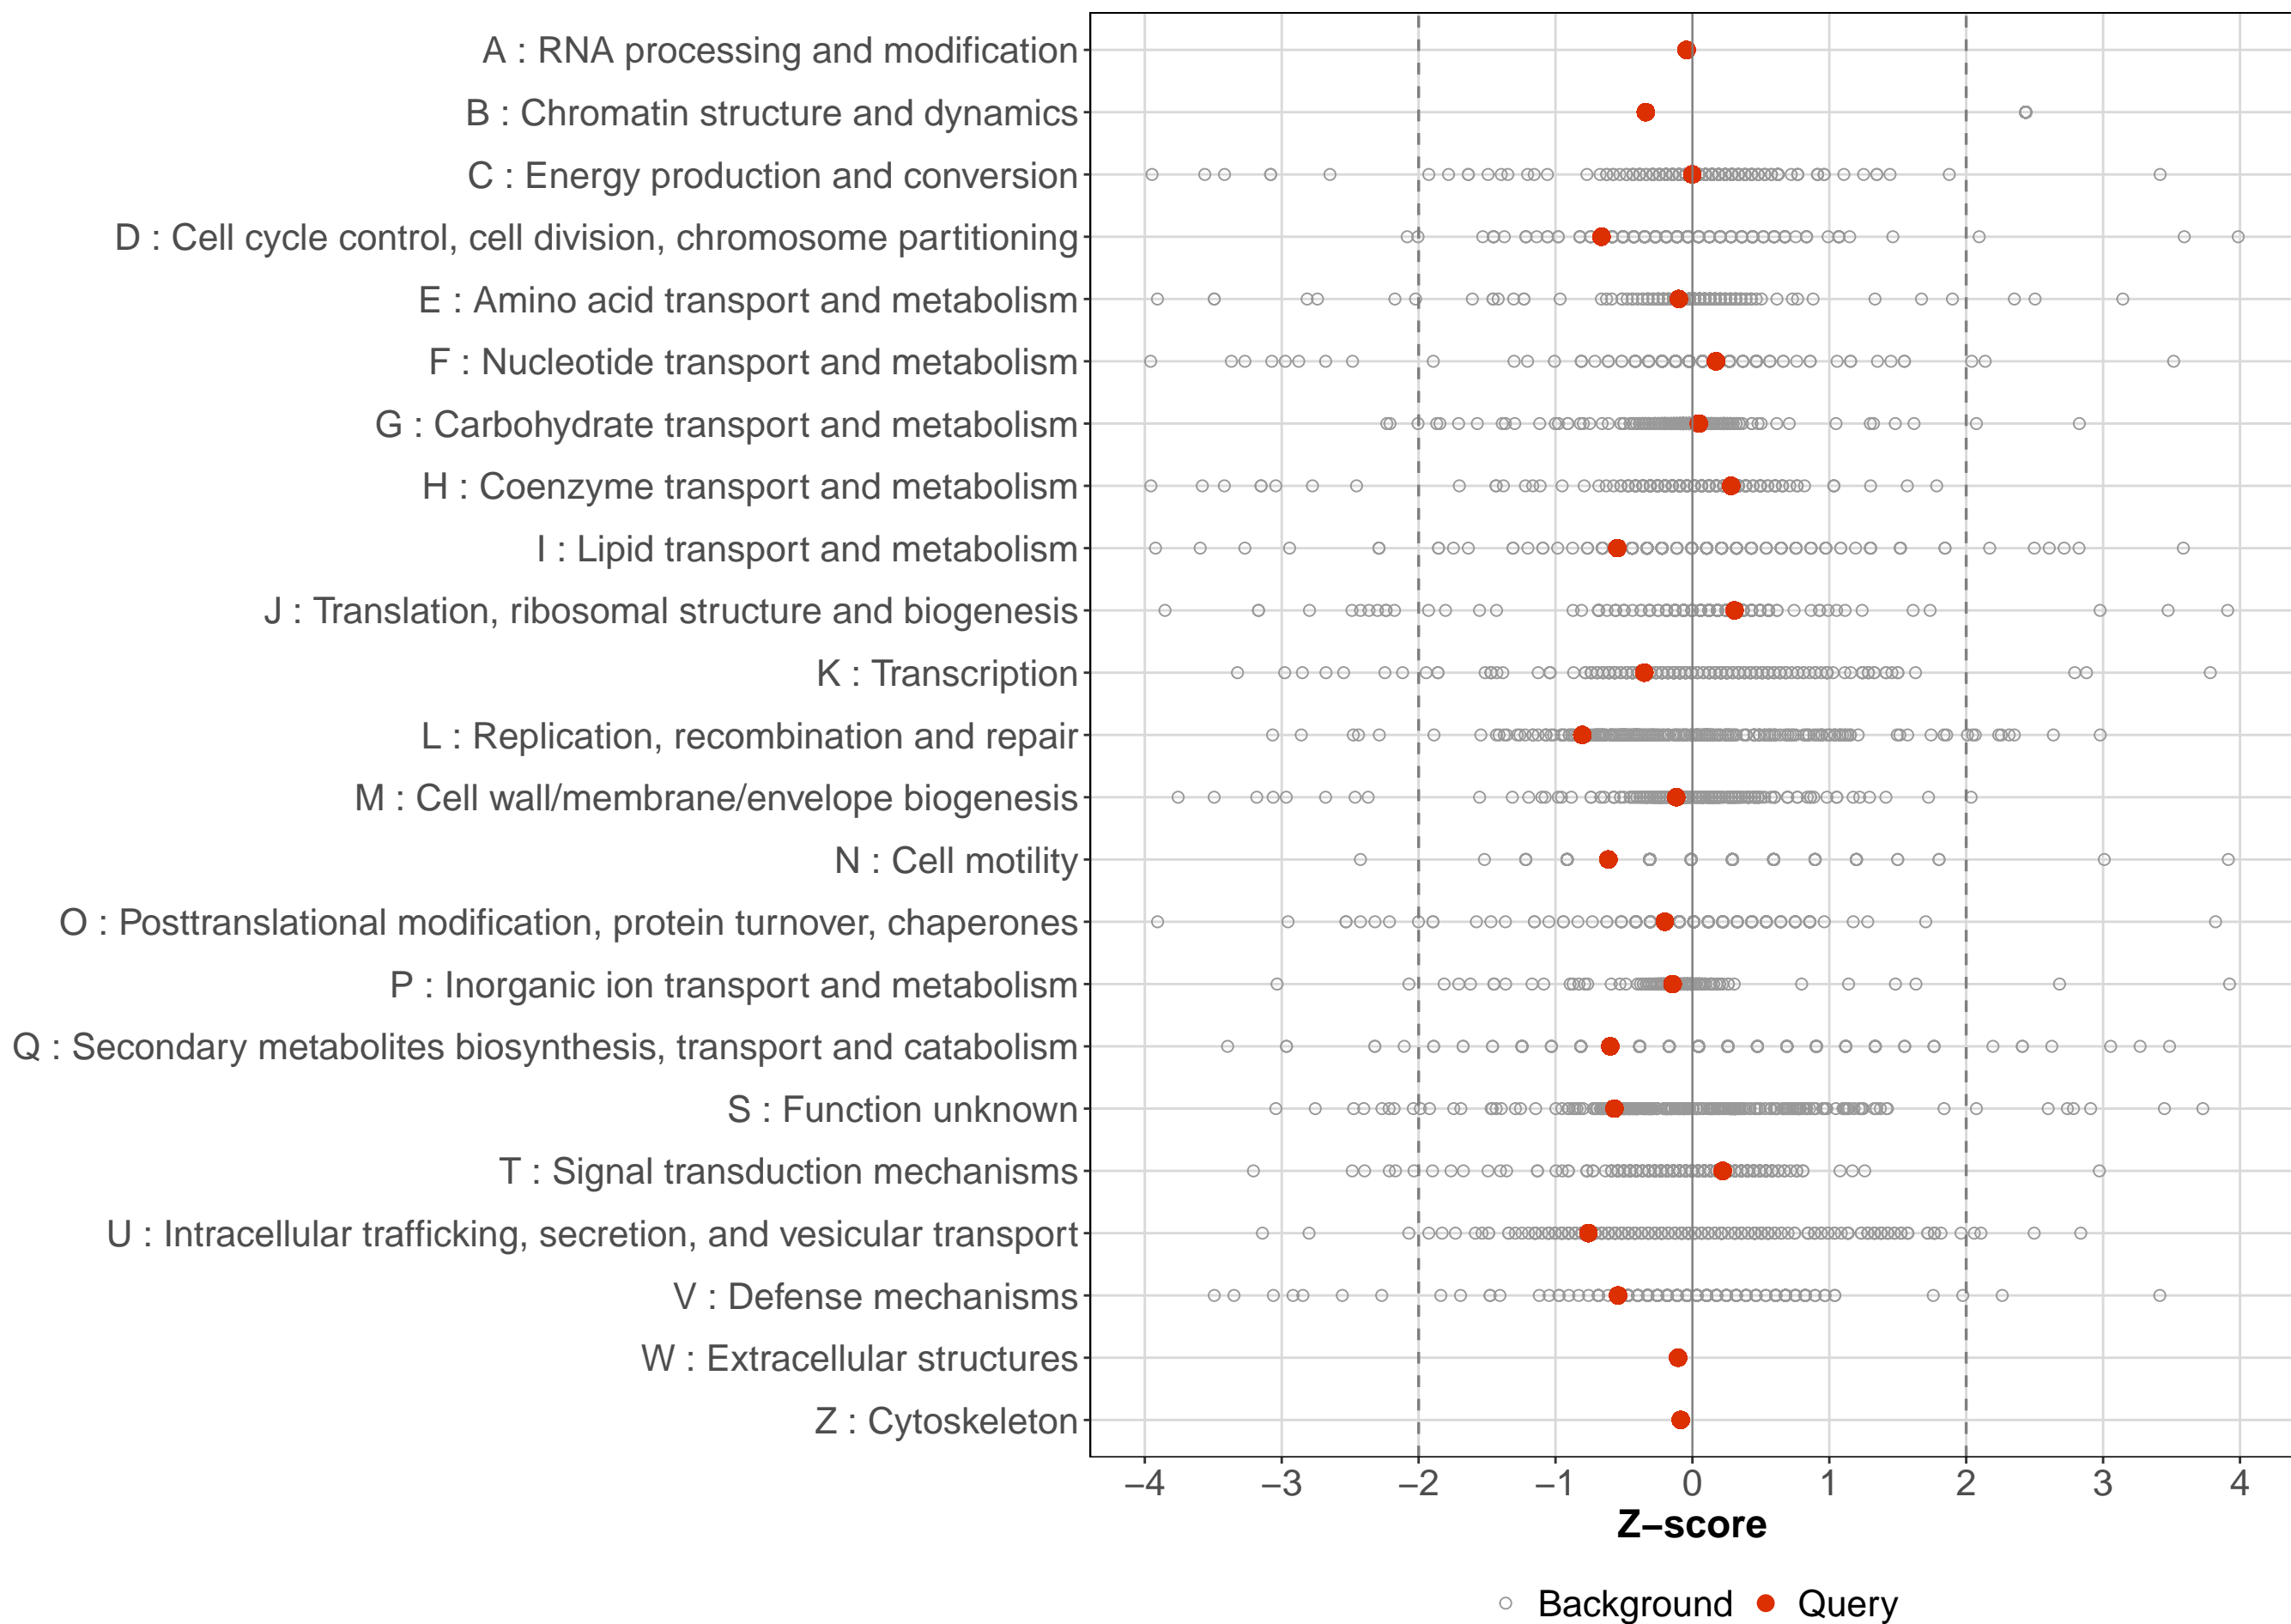 A : RNA processing and modification
B : Chromatin structure and dynamics
C : Energy production and conversion
D : Cell cycle control, cell division, chromosome partitioning
E : Amino acid transport and metabolism
F : Nucleotide transport and metabolism
G : Carbohydrate transport and metabolism
H : Coenzyme transport and metabolism
I : Lipid transport and metabolism
J : Translation, ribosomal structure and biogenesis
K : Transcription
L : Replication, recombination and repair
M : Cell wall/membrane/envelope biogenesis
N : Cell motility
O : Posttranslational modification, protein turnover, chaperones
P : Inorganic ion transport and metabolism
Q : Secondary metabolites biosynthesis, transport and catabolism
S : Function unknown
T : Signal transduction mechanisms
U : Intracellular trafficking, secretion, and vesicular transport
V : Defense mechanisms
W : Extracellular structures
Z : Cytoskeleton
−4 −3 −2 −1 0 1 2 3 4
Z−score
Background Query